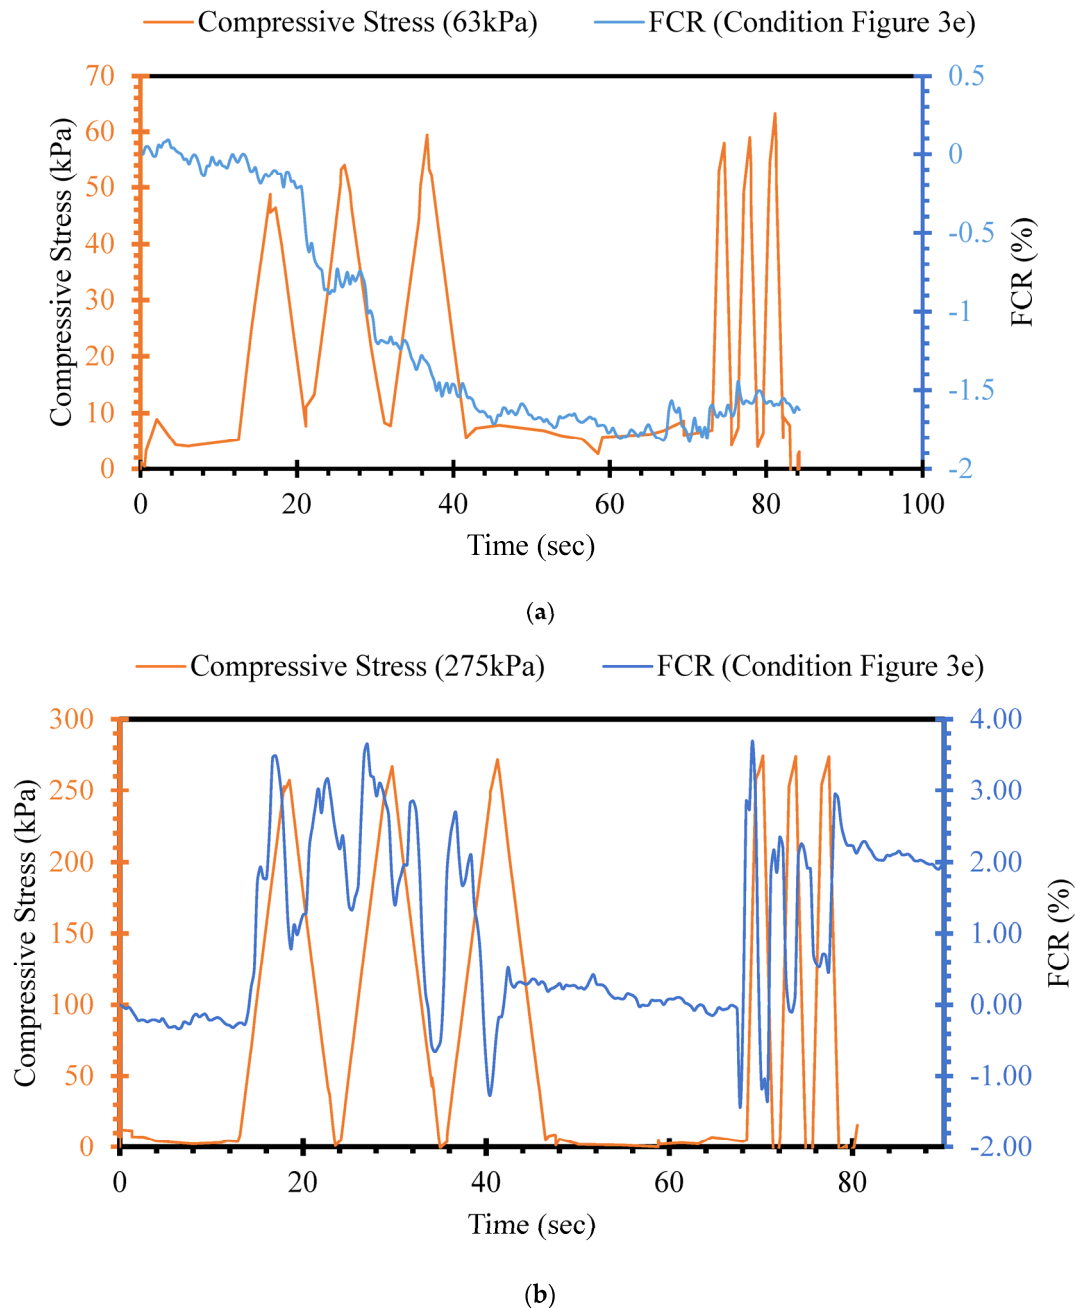 Compressive Stress (63kPa) FCR (Condition Figure 3e)
70 0.5
60
0
50
-0.5
40
30
-1
20
-1.5
10
0 -2
Compressive Stress (kPa)
FCR (%)
0 20 40 60 80 100
Time (sec)
(a)
Compressive Stress (275kPa) FCR (Condition Figure 3e)
300 4.00
250 3.00
200 2.00
150 1.00
100 0.00
50 -1.00
0 -2.00
Compressive Stress (kPa)
FCR (%)
0 20 40 60 80
Time (sec)
(b)